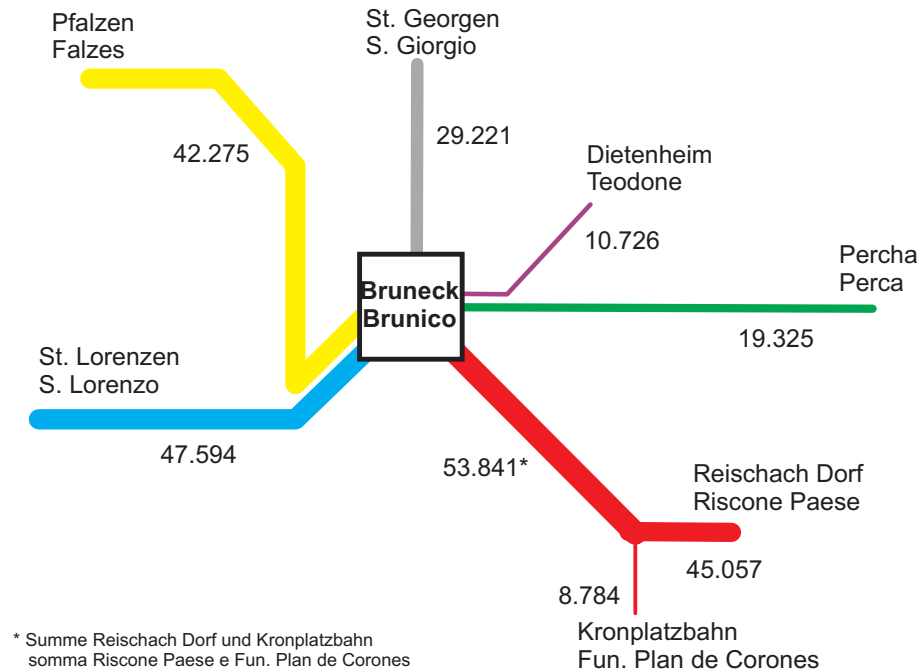 Pfalzen
Falzes
St. Georgen
S. Giorgio
42.275
29.221
Dietenheim
Teodone
10.726
Percha
Perca
Bruneck
Brunico
19.325
St. Lorenzen
S. Lorenzo
47.594
53.841*
Reischach Dorf
Riscone Paese
45.057
8.784
Kronplatzbahn
Fun. Plan de Corones
* Summe Reischach Dorf und Kronplatzbahn
somma Riscone Paese e Fun. Plan de Corones